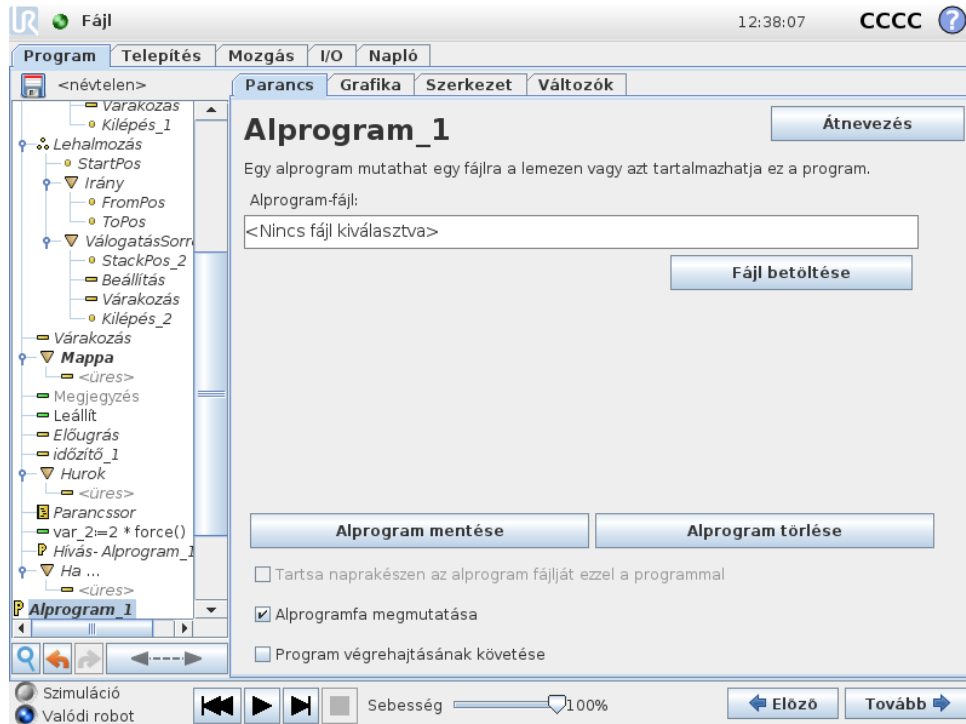 UR Fájl 12:38:07 CCCC ?
Program Telepítés Mozgás I/O Napló
<névtelen>
Parancs Grafika Szerkezet Változók
Várakozás
Kilépés_1
Lehalmozás
StartPos
Irány
FromPos
ToPos
VálogatásSorr
StackPos_2
Beállítás
Várakozás
Kilépés_2
Várakozás
Mappa
<üres>
Megjegyzés
Leállít
Előugrás
időzítő_1
Hurok
<üres>
Parancssor
var_2:=2 * force()
Hívás- Alprogram_1
Ha ...
<üres>
Alprogram_1
Alprogram_1
Átnevezés
Egy alprogram mutathat egy fájlra a lemezen vagy azt tartalmazhatja ez a program.
Alprogram-fájl:
<Nincs fájl kiválasztva>
Fájl betöltése
Alprogram mentése
Alprogram törlése
Tartsa naprakészen az alprogram fájlját ezzel a programmal
Alprogramfa megmutatása
Program végrehajtásának követése
Szimuláció
Valódi robot
Sebesség 100%
Előző
Tovább